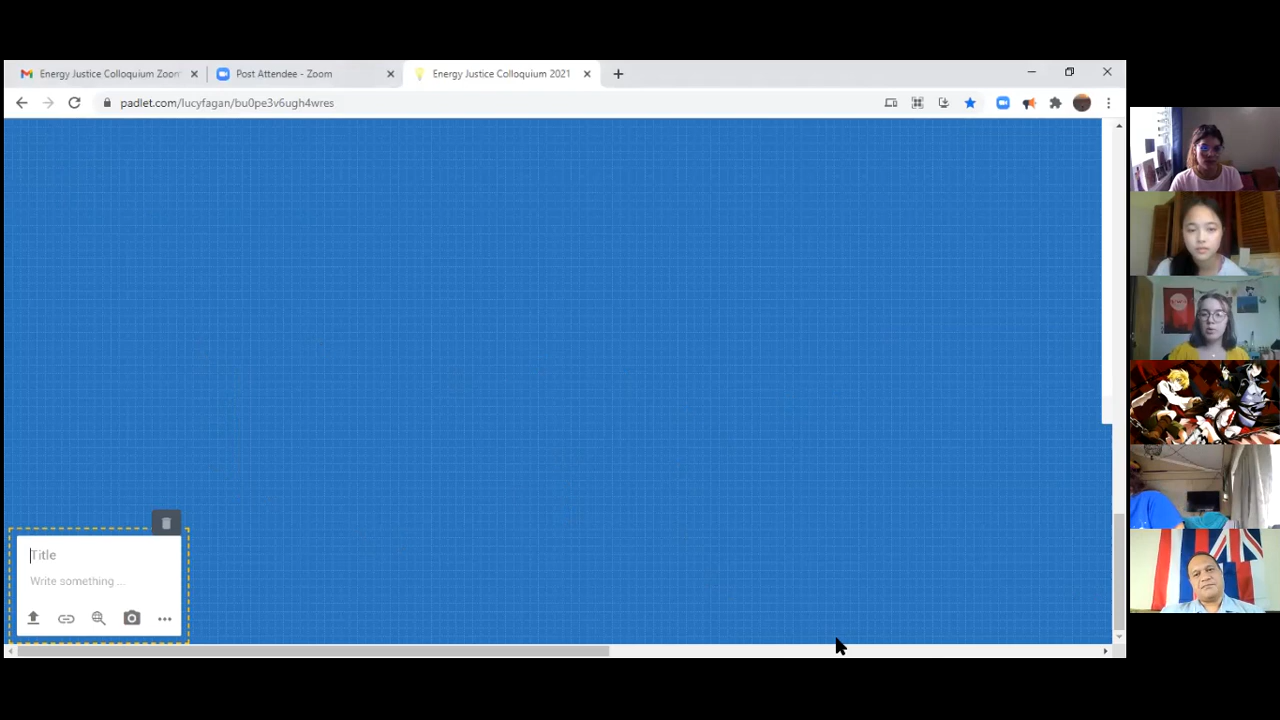 Energy Justice Colloquium Zoom
Post Attendee - Zoom
Energy Justice Colloquium 2021
padlet.com/lucyfagan/bu0pe3v6ugh4wres
Title
Write something ...